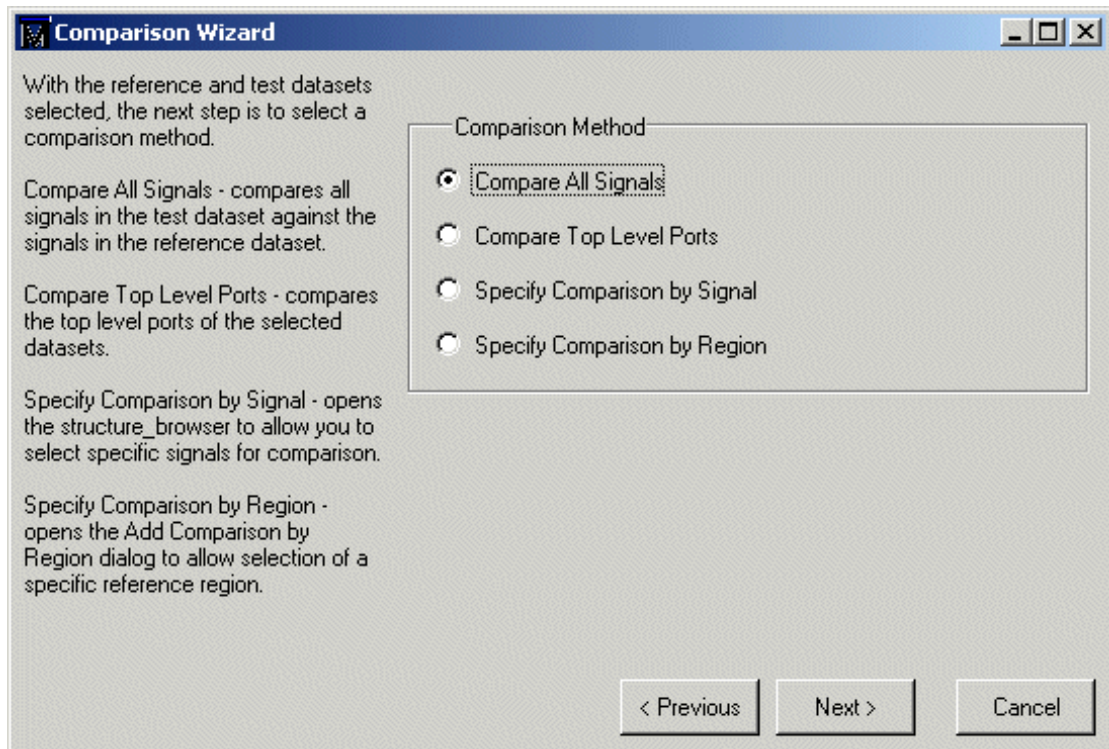 Comparison Wizard
With the reference and test datasets
selected, the next step is to select a
comparison method.
Compare All Signals - compares all
signals in the test dataset against the
signals in the reference dataset.
Compare Top Level Ports - compares
the top level ports of the selected
datasets.
Specify Comparison by Signal - opens
the structure_browser to allow you to
select specific signals for comparison.
Specify Comparison by Region -
opens the Add Comparison by
Region dialog to allow selection of a
specific reference region.
Comparison Method
Compare All Signals
Compare Top Level Ports
Specify Comparison by Signal
Specify Comparison by Region
< Previous
Next >
Cancel